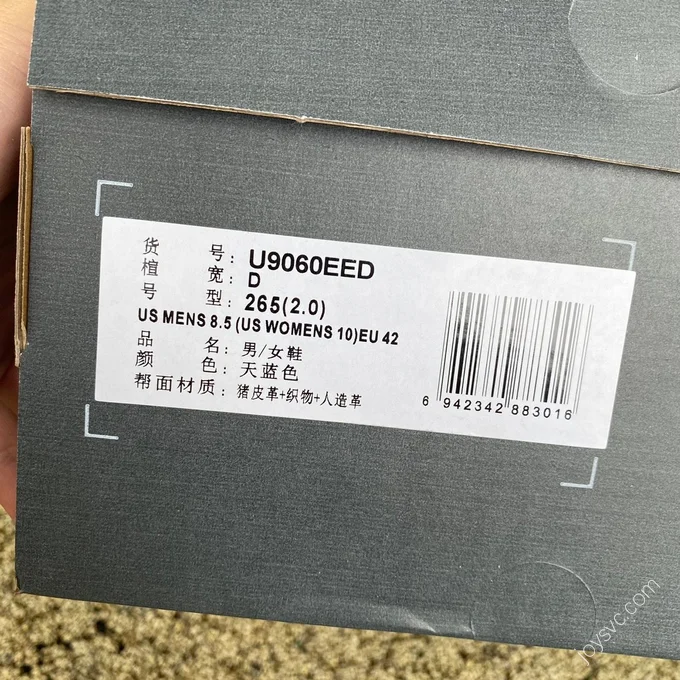 货 号: U9060EED
楦 宽: D
号 型: 265(2.0)
US MENS 8.5 (US WOMENS 10)EU 42
品 名: 男/女鞋
颜 色: 天蓝色
帮面材质: 猪皮革+织物+人造革
6 942342 883016
joysvc.com